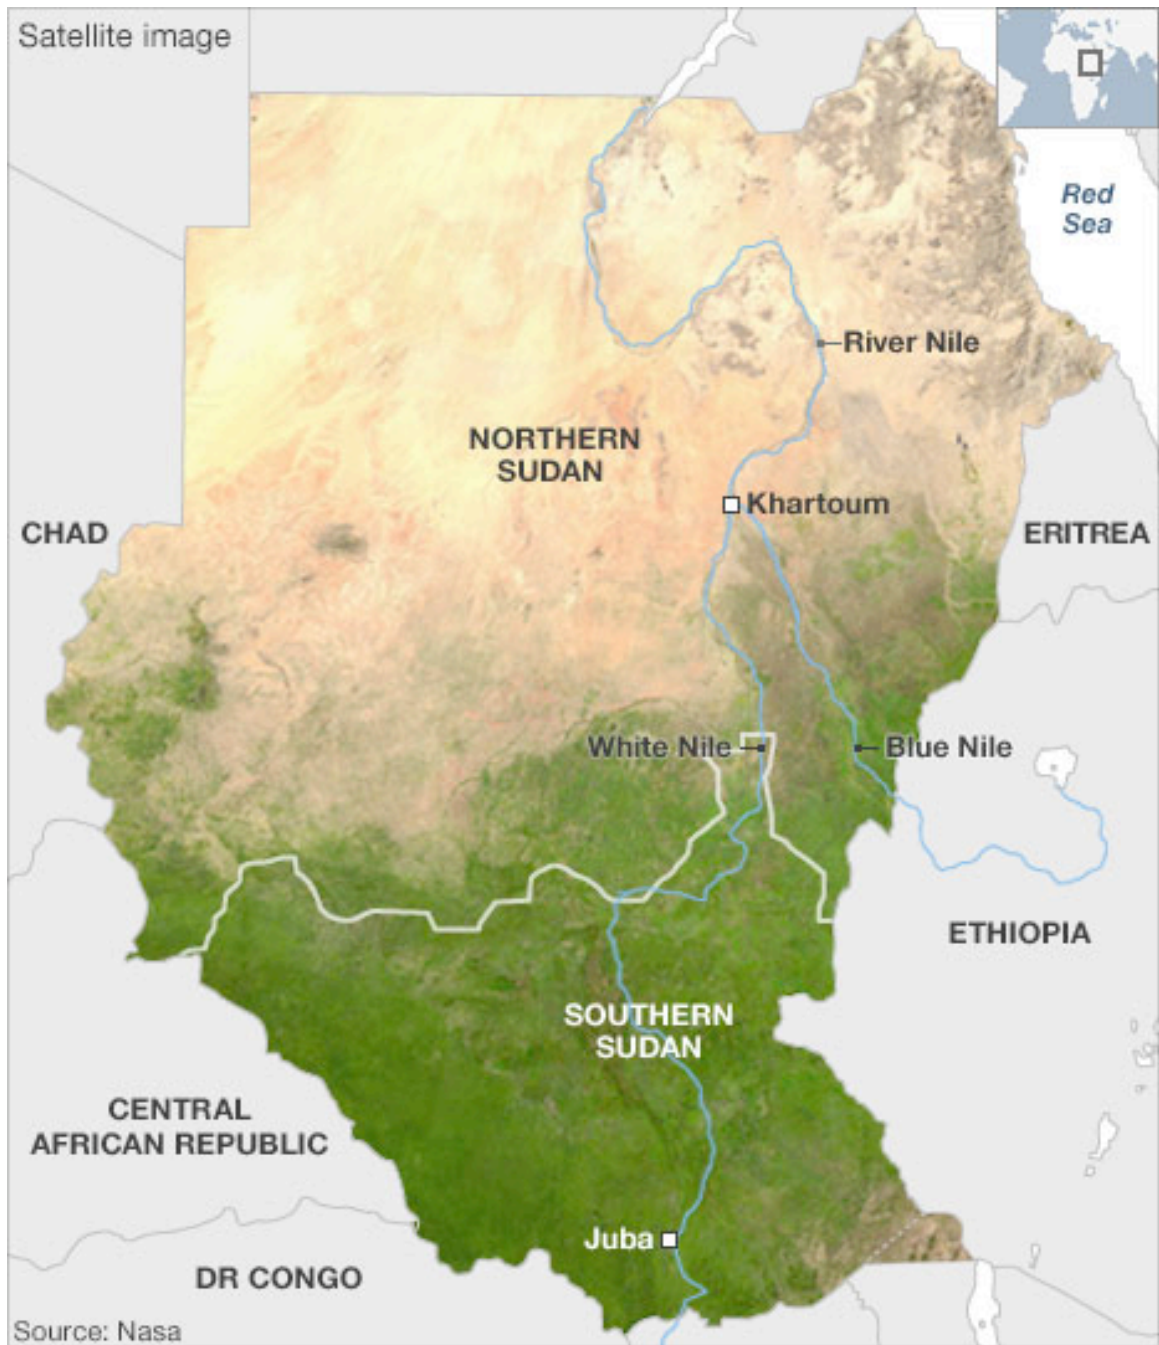 Satellite image
Red
Sea
River Nile
NORTHERN
SUDAN
Khartoum
CHAD
ERITREA
White Nile
Blue Nile
ETHIOPIA
SOUTHERN
SUDAN
CENTRAL
AFRICAN REPUBLIC
Juba
DR CONGO
Source: Nasa